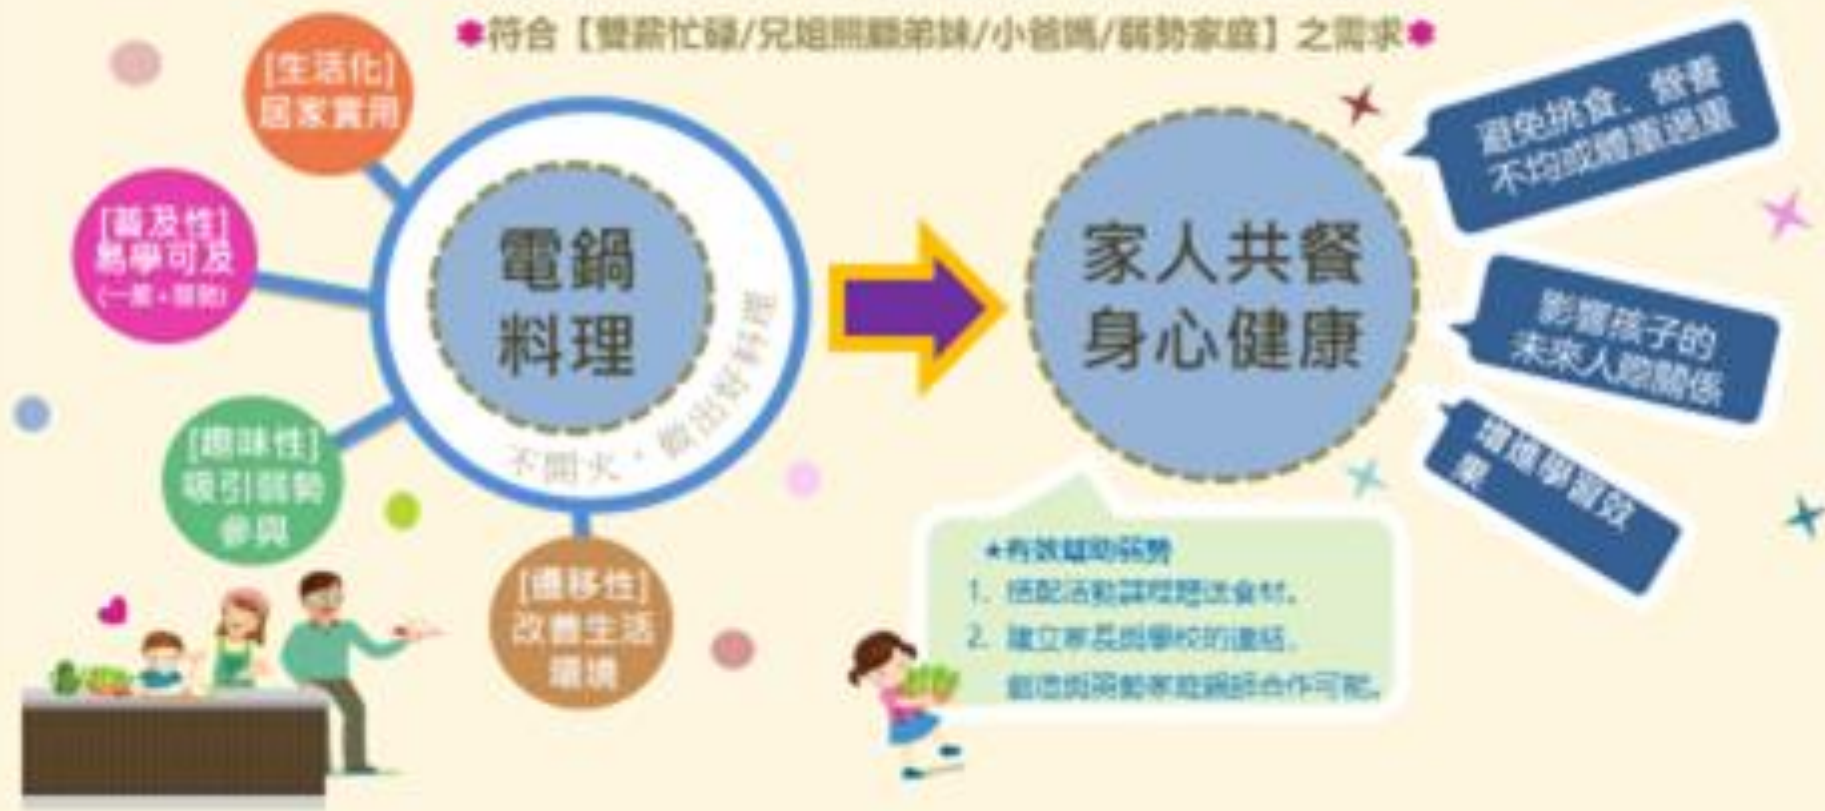 符合【雙薪忙碌/兄姐照顧弟妹/小爸媽/弱勢家庭】之需求
[生活化]
居家實用
[普及性]
易學可及
(一般+弱勢)
[趣味性]
吸引弱勢
參與
[遷移性]
改善生活
環境
電鍋
料理
不開火，做出好料理
家人共餐
身心健康
避免挑食、營養
不均或體重過重
影響孩子的
未來人際關係
增進學習效
果
★有效輔助弱勢
1. 搭配活動課程贈送食材。
2. 建立家長與學校的連結，
創造與弱勢家庭親師合作可能。